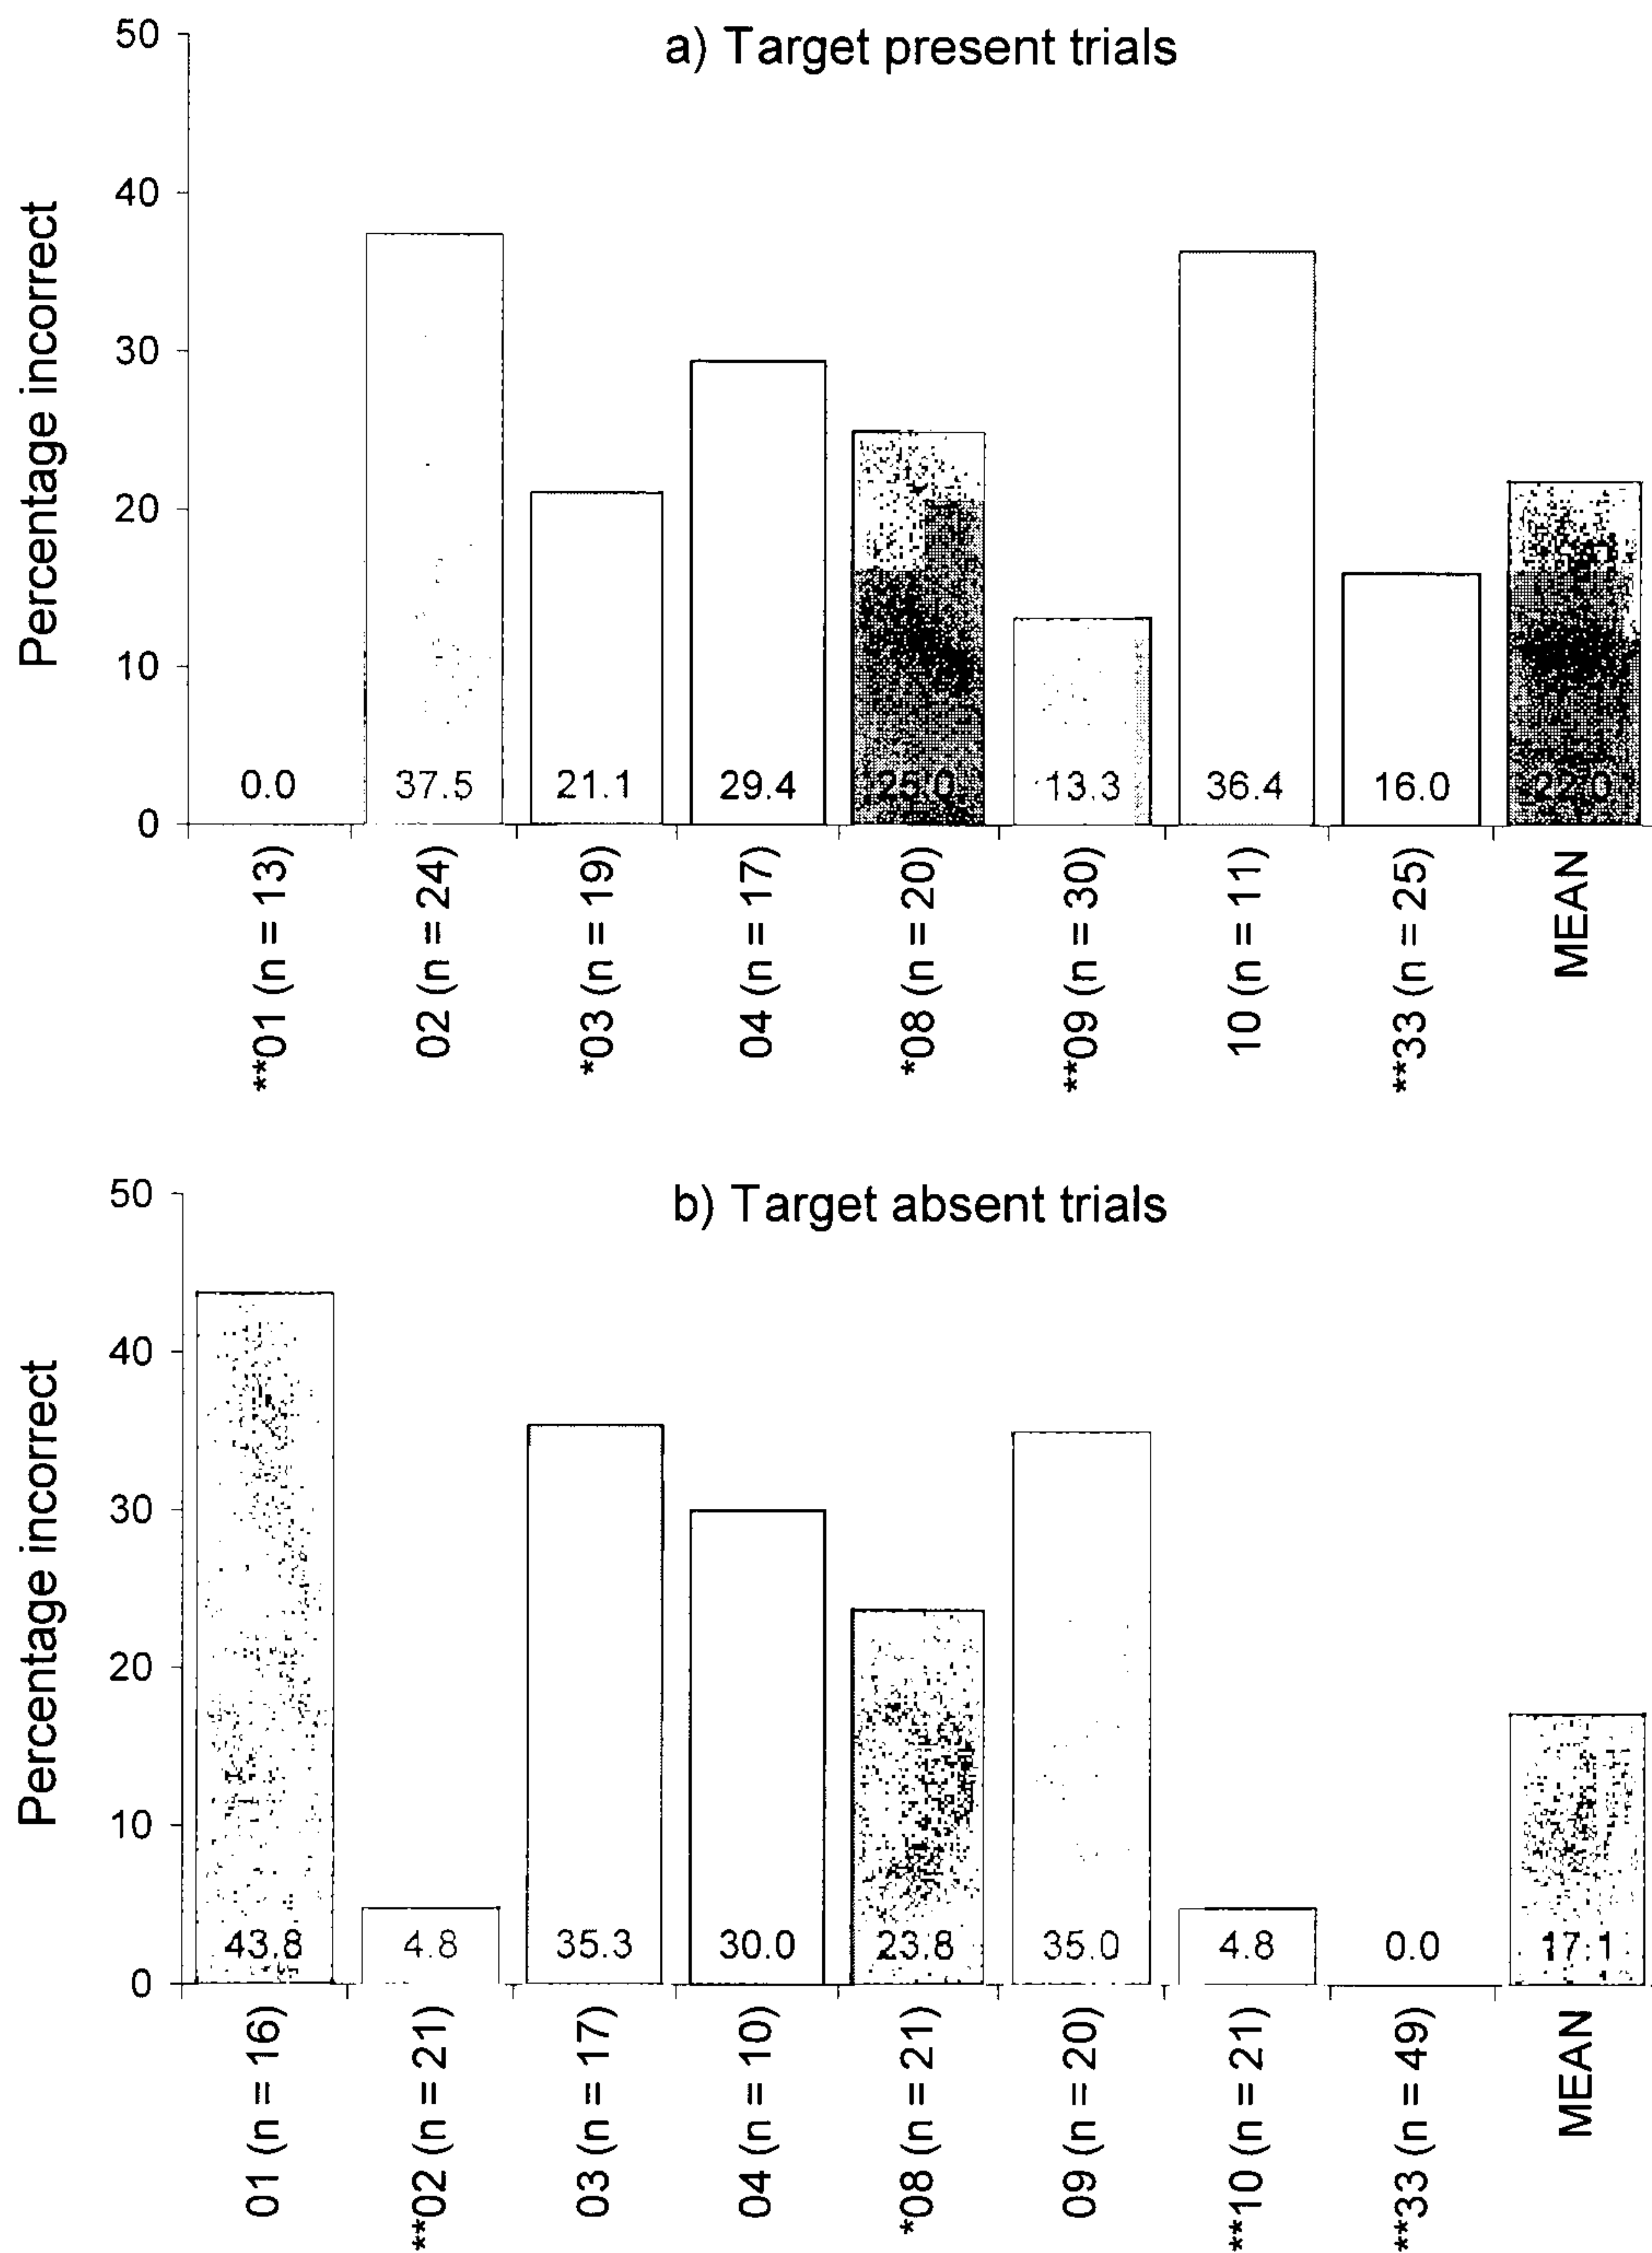 a) Target present trials
Percentage incorrect
50
40
30
20
10
0
0.0
37.5
21.1
29.4
25.0
13.3
36.4
16.0
22.0
**01 (n = 13)
02 (n = 24)
*03 (n = 19)
04 (n = 17)
*08 (n = 20)
**09 (n = 30)
10 (n = 11)
**33 (n = 25)
MEAN
b) Target absent trials
Percentage incorrect
50
40
30
20
10
0
43.8
4.8
35.3
30.0
23.8
35.0
4.8
0.0
17.1
01 (n = 16)
**02 (n = 21)
03 (n = 17)
04 (n = 10)
*08 (n = 21)
09 (n = 20)
**10 (n = 21)
**33 (n = 49)
MEAN